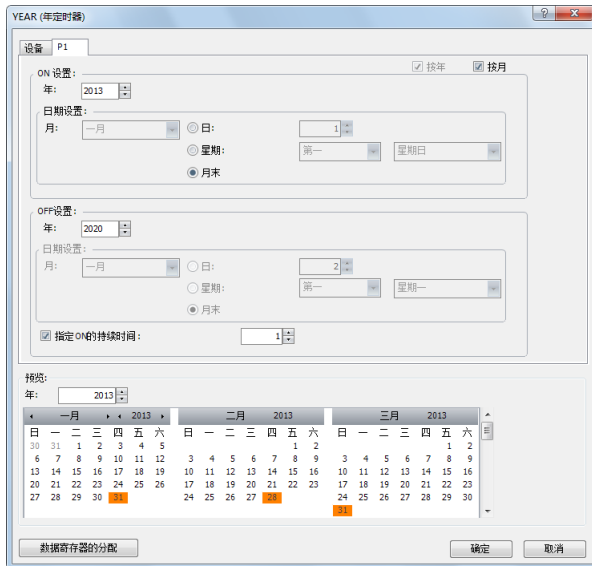 YEAR (年定时器)
设备 P1
按年 按月
ON 设置:
年: 2013
日期设置:
月: 一月 日: 1
星期: 第一 星期日
月末
OFF设置:
年: 2020
日期设置:
月: 一月 日: 2
星期: 第一 星期一
月末
指定ON的持续时间: 1
预览:
年: 2013
一月 2013 二月 2013 三月 2013
日 一 二 三 四 五 六 日 一 二 三 四 五 六 日 一 二 三 四 五 六
30 31 1 2 3 4 5 1 2 1 2
6 7 8 9 10 11 12 3 4 5 6 7 8 9 3 4 5 6 7 8 9
13 14 15 16 17 18 19 10 11 12 13 14 15 16 10 11 12 13 14 15 16
20 21 22 23 24 25 26 17 18 19 20 21 22 23 17 18 19 20 21 22 23
27 28 29 30 31 24 25 26 27 28 24 25 26 27 28 29 30
31
数据寄存器的分配 确定 取消